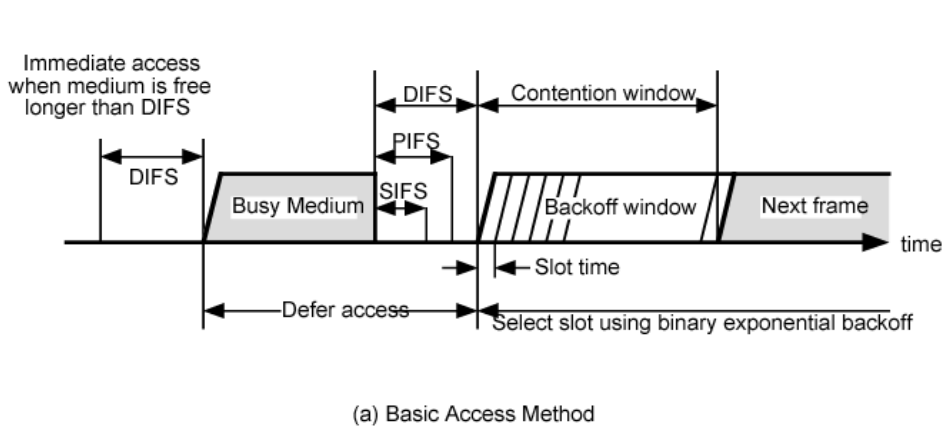 Immediate access
when medium is free
longer than DIFS
DIFS
Contention window
PIFS
DIFS
SIFS
Busy Medium
Backoff window
Next frame
time
Slot time
Defer access
Select slot using binary exponential backoff
(a) Basic Access Method